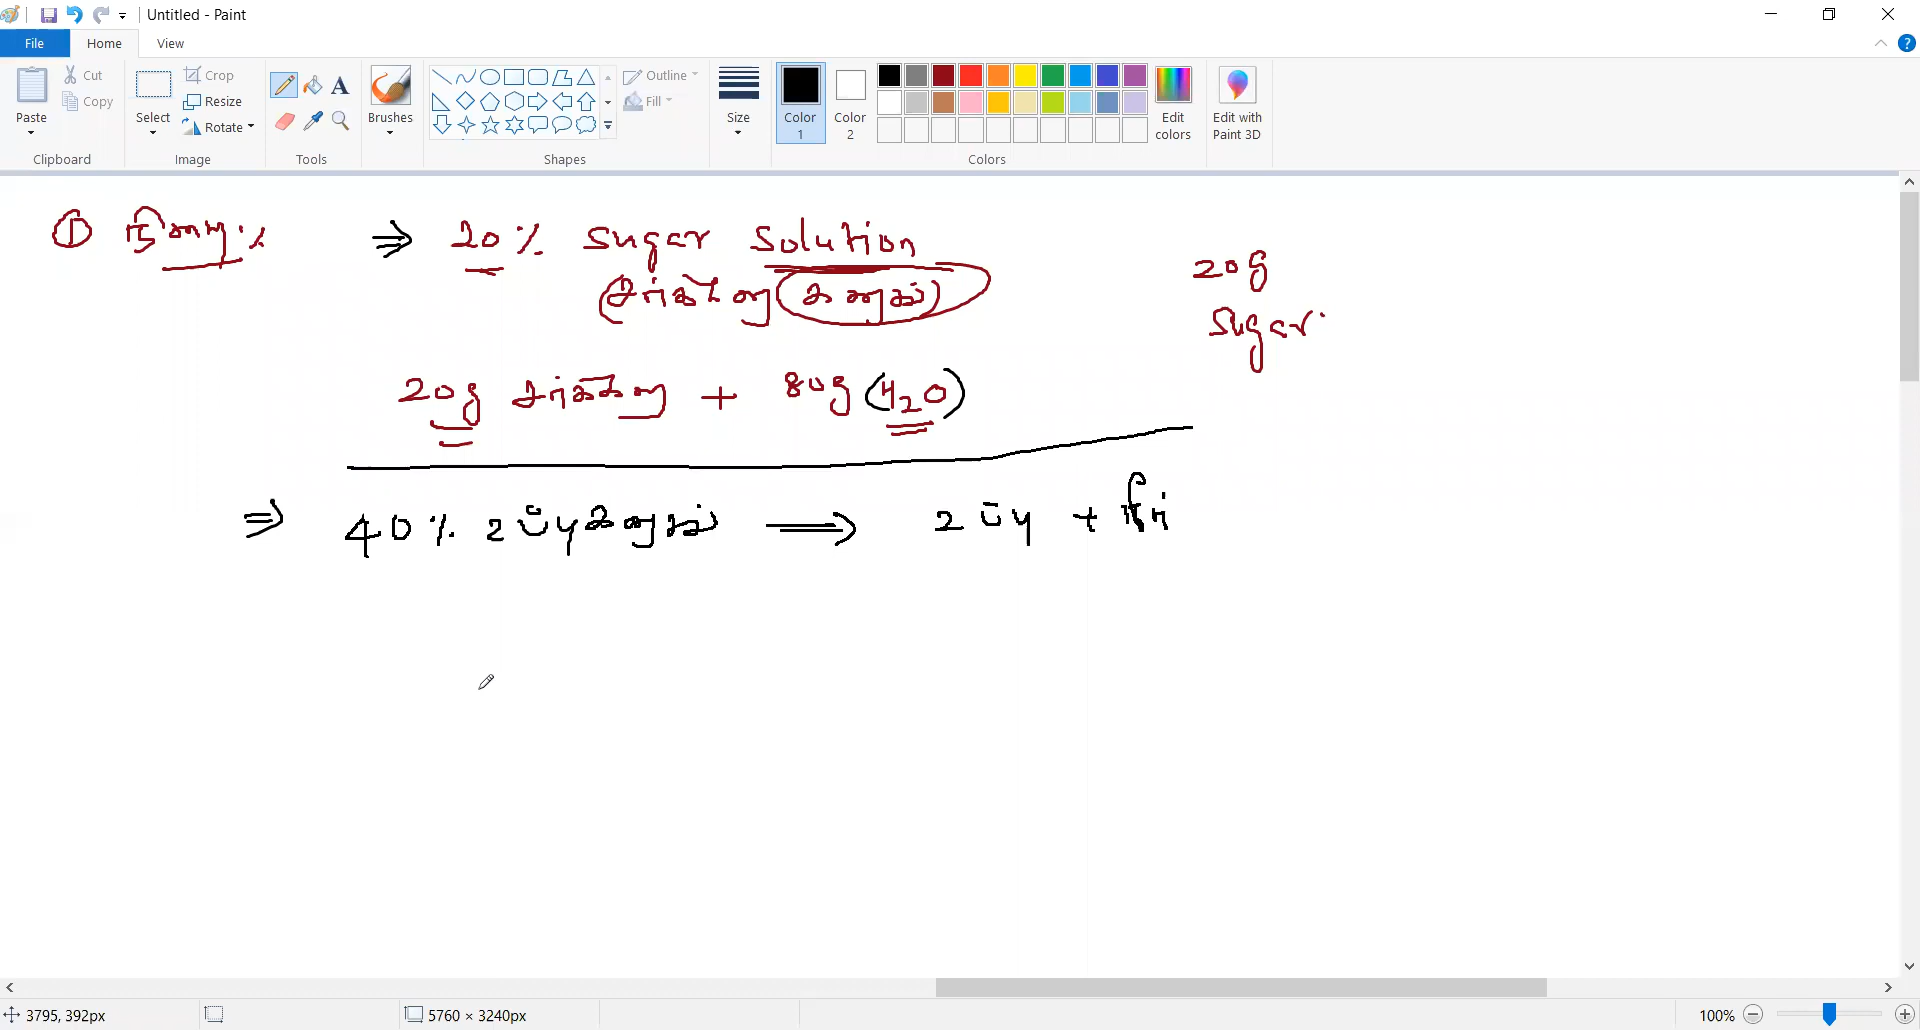 Untitled - Paint
File Home View
Paste
Cut
Copy
Clipboard
Select
Crop
Resize
Rotate
Image
Tools
Brushes
Shapes
Outline
Fill
Size
Color 1
Color 2
Edit colors
Edit with Paint 3D
Colors
① நிறை % ⇒ 20% sugar solution
(சர்க்கரை கரைசல்)
20g
sugar
20g சர்க்கரை + 80g (H₂O)
⇒ 40% உப்புகரைசல் ⟹ உப்பு + நீர்
3795, 392px
5760 × 3240px
100%